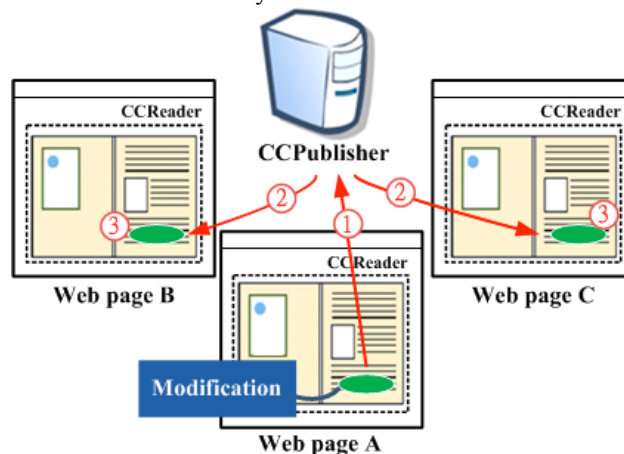 CCPublisher
CCReader
CCReader
②
②
①
③
③
Web page B
Web page C
CCReader
Modification
Web page A